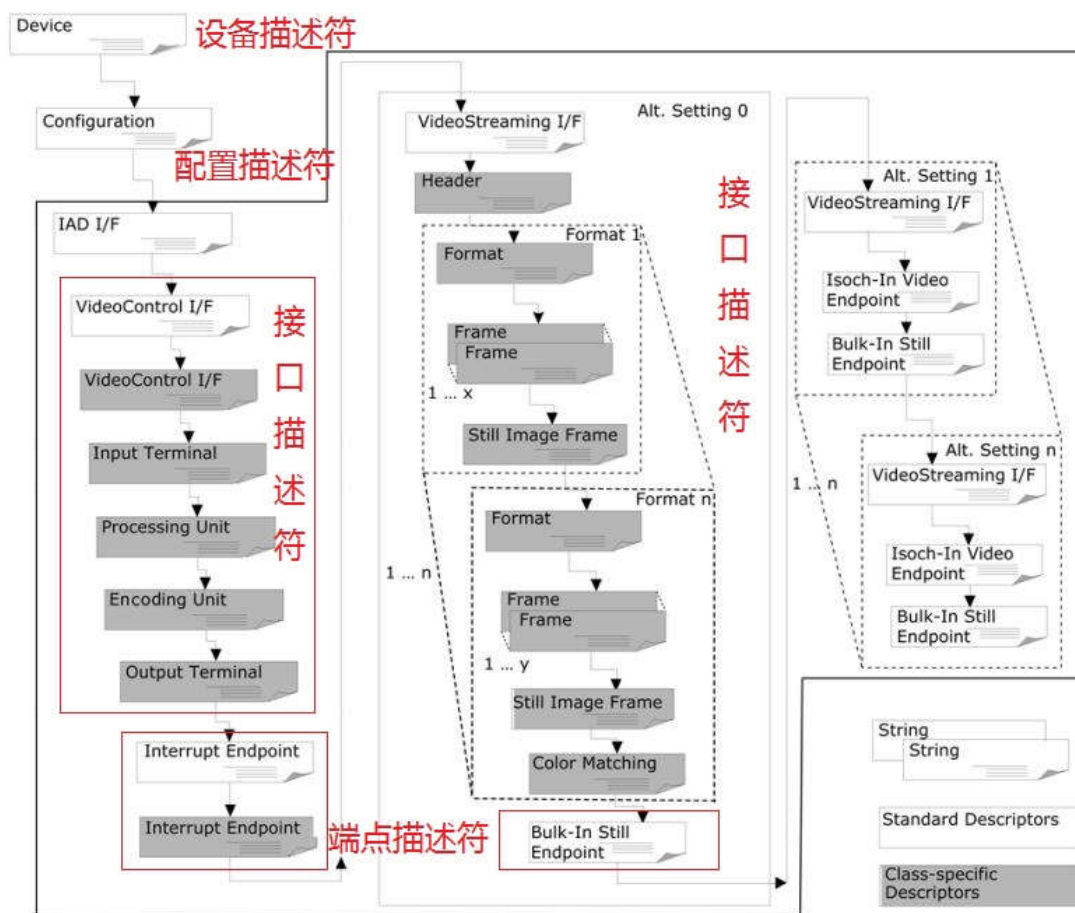 Device
设备描述符
Configuration
配置描述符
IAD I/F
VideoControl I/F
VideoControl I/F
Input Terminal
Processing Unit
Encoding Unit
Output Terminal
接口描述符
Interrupt Endpoint
Interrupt Endpoint
端点描述符
Alt. Setting 0
VideoStreaming I/F
Header
Format 1
Format
Frame
Frame
1 ... x
Still Image Frame
Format n
Format
1 ... n
Frame
Frame
1 ... y
Still Image Frame
Color Matching
Bulk-In Still
Endpoint
接口描述符
Alt. Setting 1
VideoStreaming I/F
Isoch-In Video
Endpoint
Bulk-In Still
Endpoint
Alt. Setting n
VideoStreaming I/F
1 ... n
Isoch-In Video
Endpoint
Bulk-In Still
Endpoint
String
String
Standard Descriptors
Class-specific
Descriptors